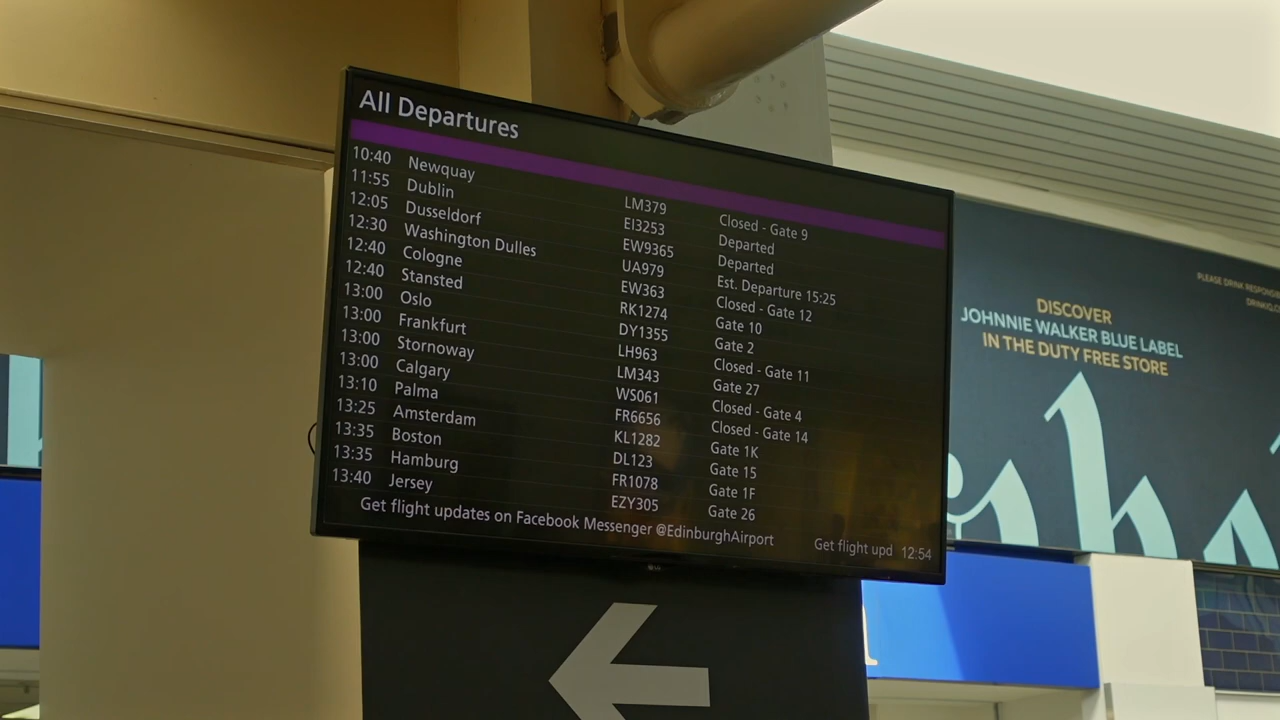 All Departures
10:40 Newquay LM379 Closed - Gate 9
11:55 Dublin EI3253 Departed
12:05 Dusseldorf EW9365 Departed
12:30 Washington Dulles UA979 Est. Departure 15:25
12:40 Cologne EW363 Closed - Gate 12
12:40 Stansted RK1274 Gate 10
13:00 Oslo DY1355 Gate 2
13:00 Frankfurt LH963 Closed - Gate 11
13:00 Stornoway LM343 Gate 27
13:00 Calgary WS061 Closed - Gate 4
13:10 Palma FR6656 Closed - Gate 14
13:25 Amsterdam KL1282 Gate 1K
13:35 Boston DL123 Gate 15
13:35 Hamburg FR1078 Gate 1F
13:40 Jersey EZY305 Gate 26
Get flight updates on Facebook Messenger @EdinburghAirport Get flight upd 12:54
LG
PLEASE DRINK
DISCOVER
JOHNNIE WALKER BLUE LABEL
IN THE DUTY FREE STORE